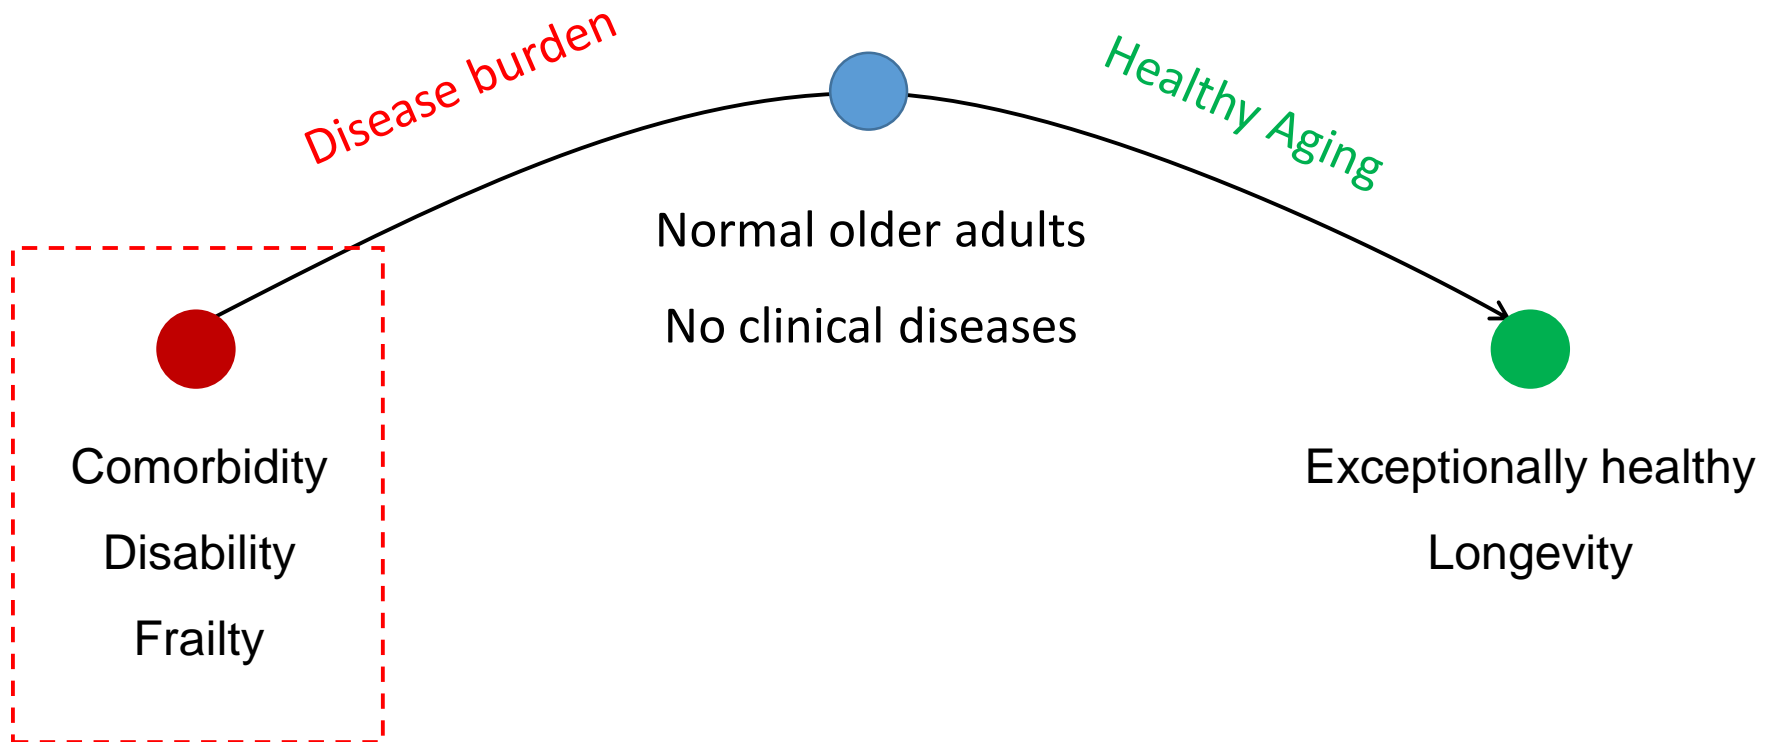 Disease burden
Healthy Aging
Normal older adults
No clinical diseases
Comorbidity
Disability
Frailty
Exceptionally healthy
Longevity